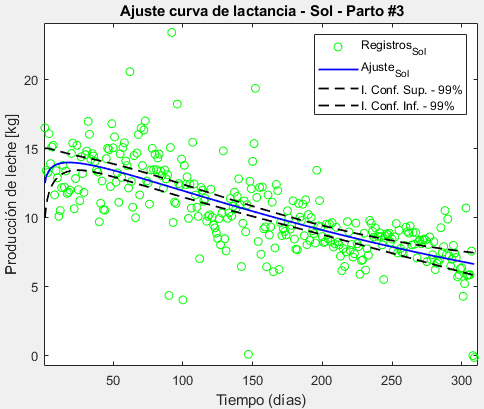 Ajuste curva de lactancia - Sol - Parto #3
Registros_Sol
Ajuste_Sol
I. Conf. Sup. - 99%
I. Conf. Inf. - 99%
Producción de leche [kg]
20
15
10
5
0
50
100
150
200
250
300
Tiempo (días)